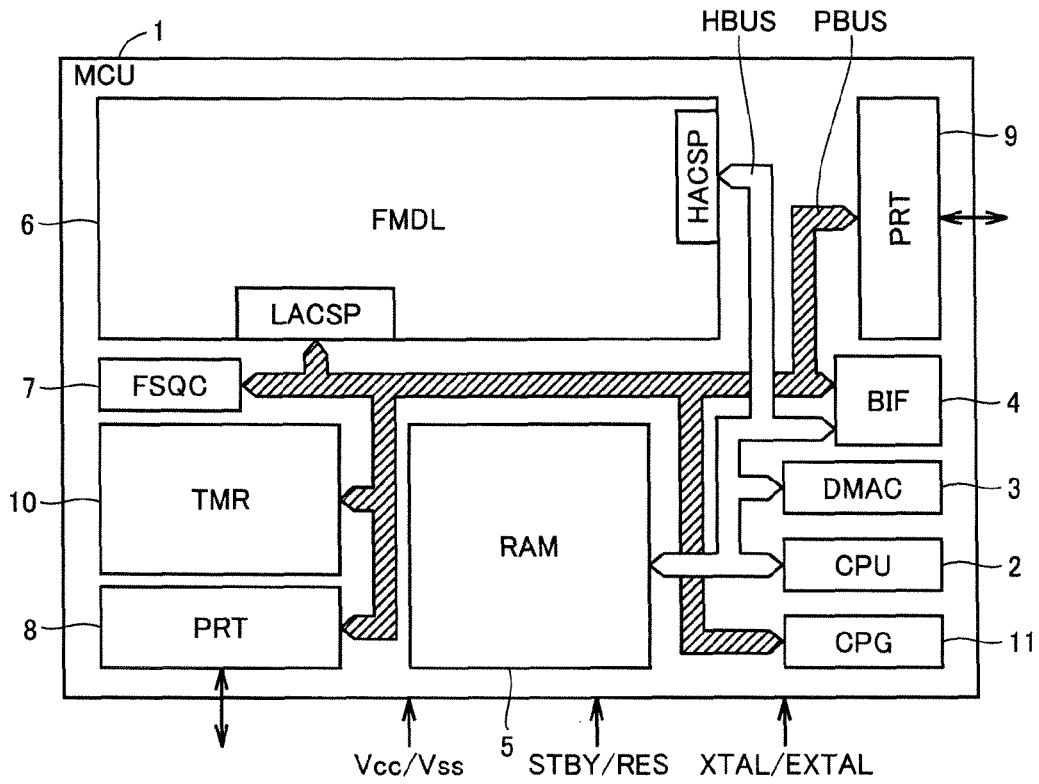 HBUS PBUS
1
MCU
9
HACSP
PRT
6
FMDL
LACSP
7
FSQC
BIF
4
10
TMR
RAM
DMAC
3
CPU
2
8
PRT
CPG
11
5
Vcc/Vss STBY/RES XTAL/EXTAL